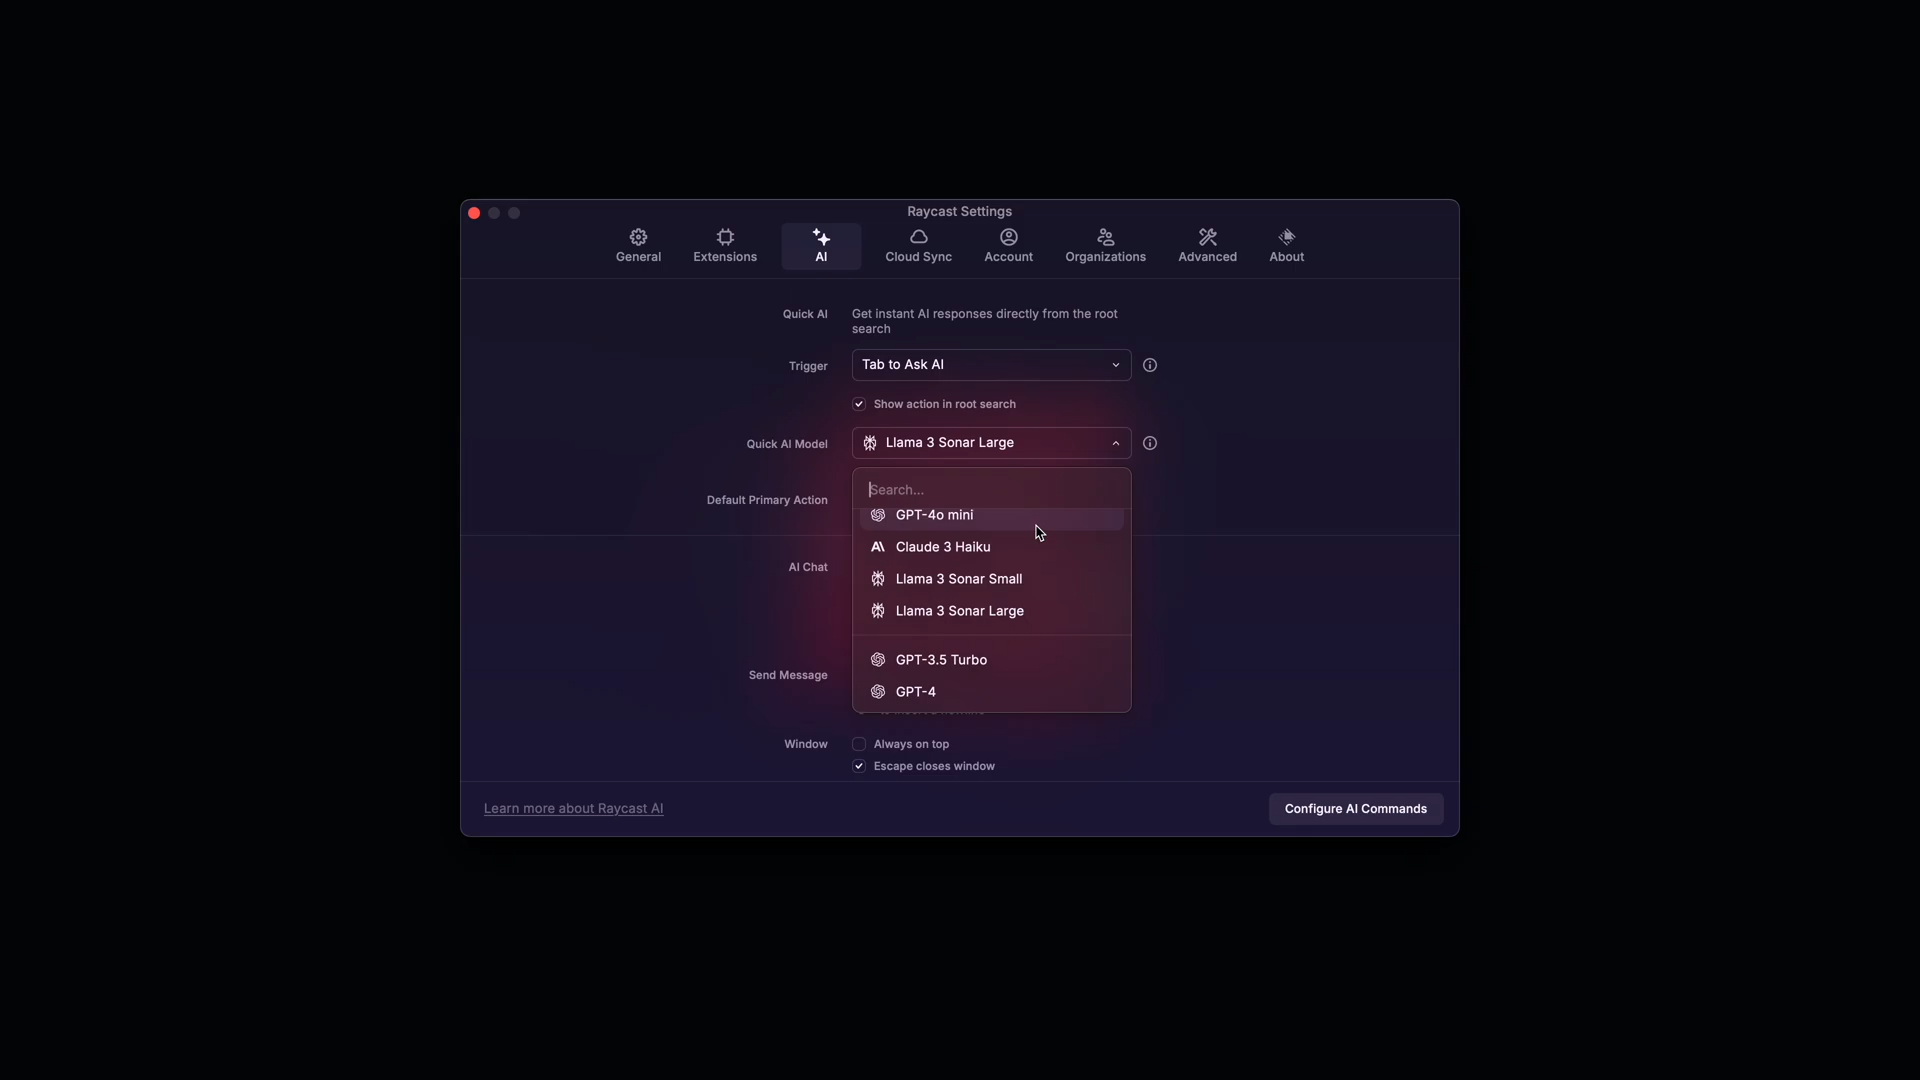 Raycast Settings
General
Extensions
AI
Cloud Sync
Account
Organizations
Advanced
About
Quick AI
Get instant AI responses directly from the root
search
Trigger
Tab to Ask AI
Show action in root search
Quick AI Model
Llama 3 Sonar Large
Default Primary Action
Search...
GPT-4o mini
Claude 3 Haiku
Llama 3 Sonar Small
Llama 3 Sonar Large
GPT-3.5 Turbo
GPT-4
AI Chat
Send Message
Window
Always on top
Escape closes window
Learn more about Raycast AI
Configure AI Commands